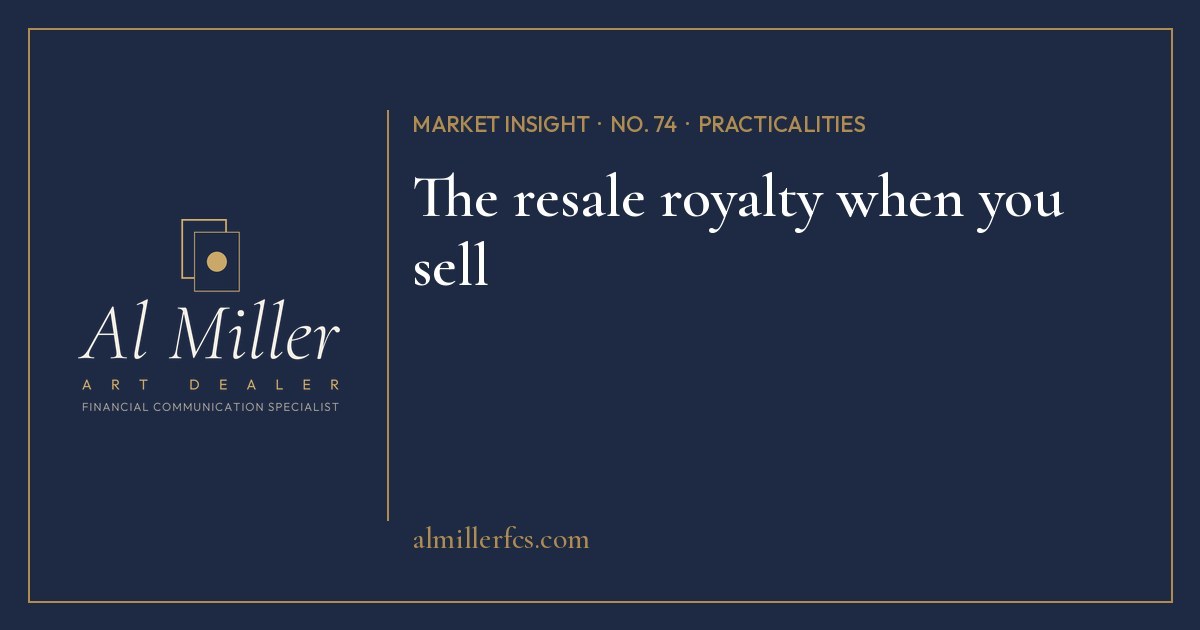 MARKET INSIGHT · NO. 74 · PRACTICALITIES
The resale royalty when you
sell
Al Miller
ART DEALER
FINANCIAL COMMUNICATION SPECIALIST
almillerfcs.com